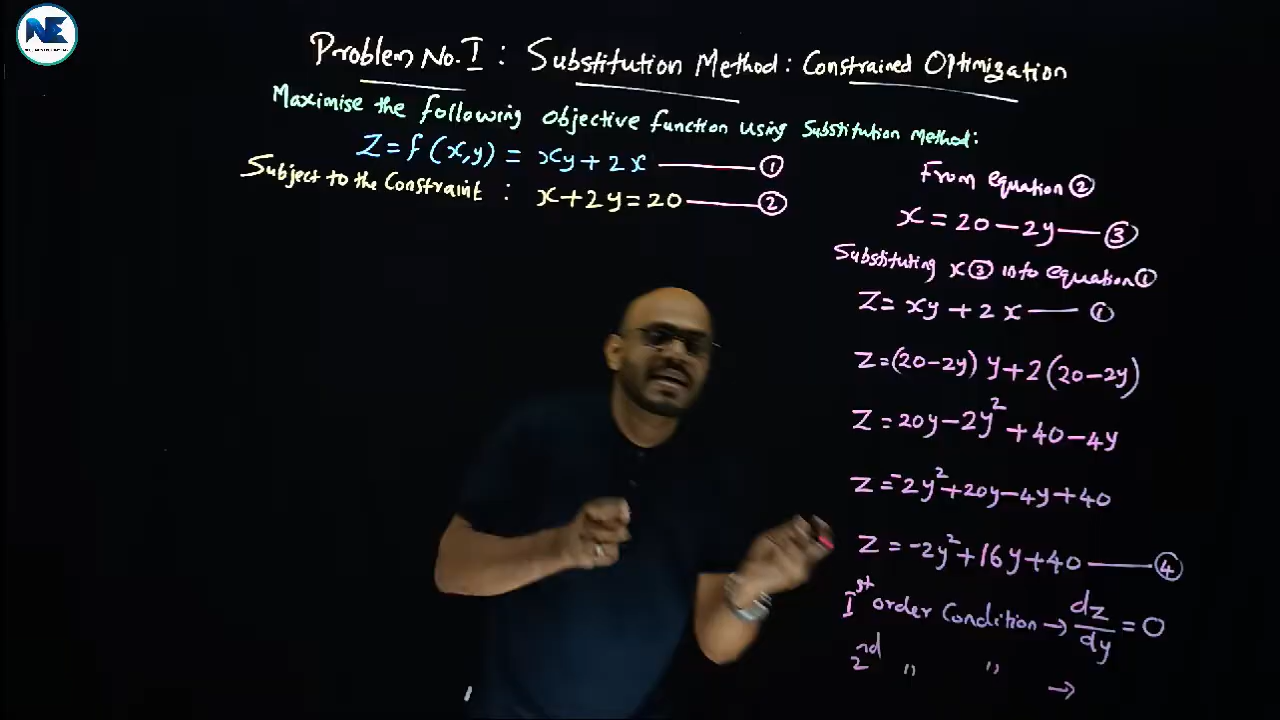 NE
Problem No. I : Substitution Method : Constrained Optimization
Maximise the following objective function using Substitution Method:
Z = f (x,y) = xy + 2x ——— ①
Subject to the Constraint : x + 2y = 20 ——— ②
From equation ②
x = 20 – 2y —— ③
Substituting x ③ into equation ①
Z = xy + 2x —— ①
Z = (20-2y) y + 2 (20-2y)
Z = 20y – 2y² + 40 – 4y
Z = -2y² + 20y – 4y + 40
Z = -2y² + 16y + 40 —— ④
Ist order Condition → dz/dy = 0
2nd " " →